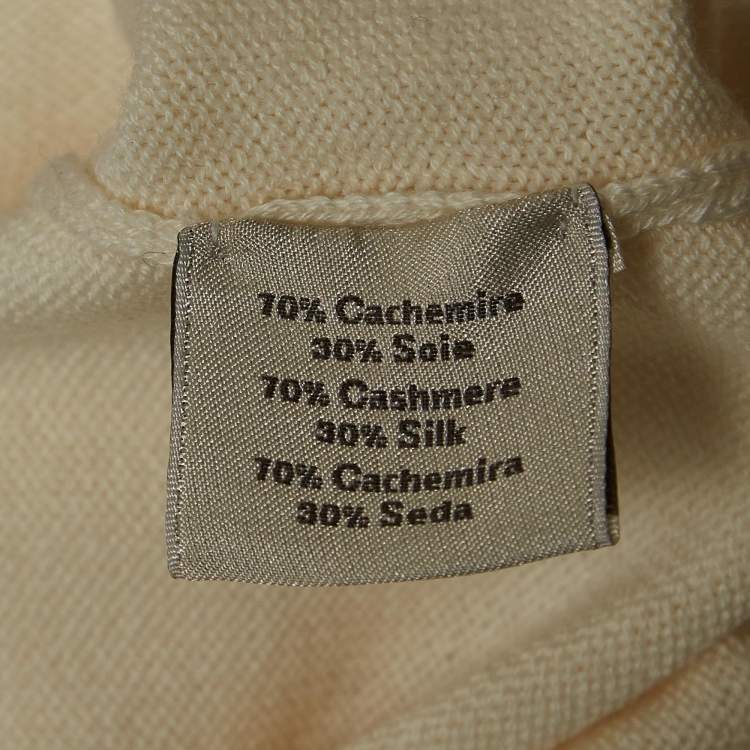 70% Cachemire
30% Soie
70% Cashmere
30% Silk
70% Cachemira
30% Seda